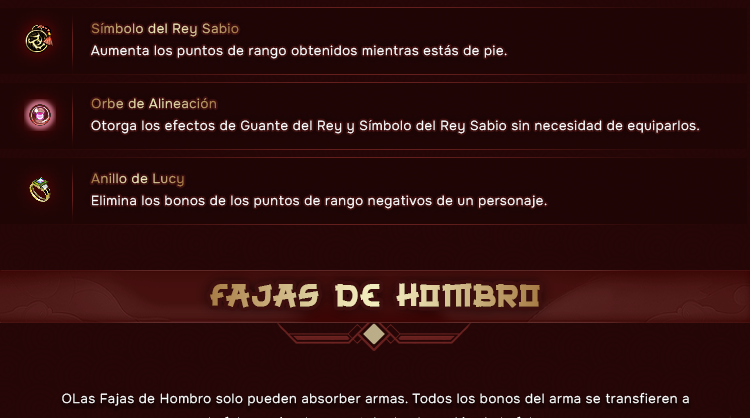 Símbolo del Rey Sabio
Aumenta los puntos de rango obtenidos mientras estás de pie.
Orbe de Alineación
Otorga los efectos de Guante del Rey y Símbolo del Rey Sabio sin necesidad de equiparlos.
Anillo de Lucy
Elimina los bonos de los puntos de rango negativos de un personaje.
FAJAS DE HOMBRO
OLas Fajas de Hombro solo pueden absorber armas. Todos los bonos del arma se transfieren a